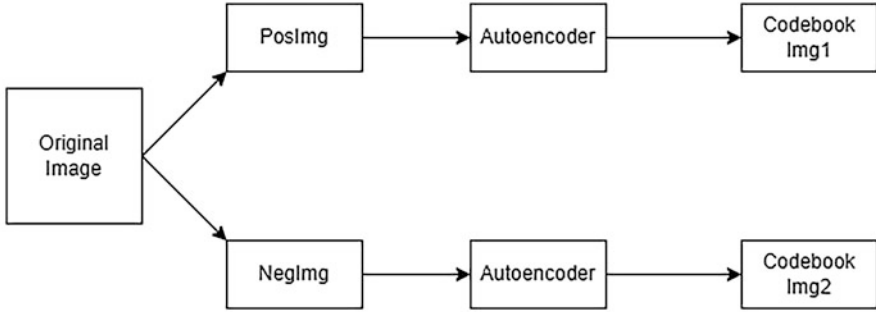 PosImg
Autoencoder
Codebook
Img1
Original
Image
NegImg
Autoencoder
Codebook
Img2